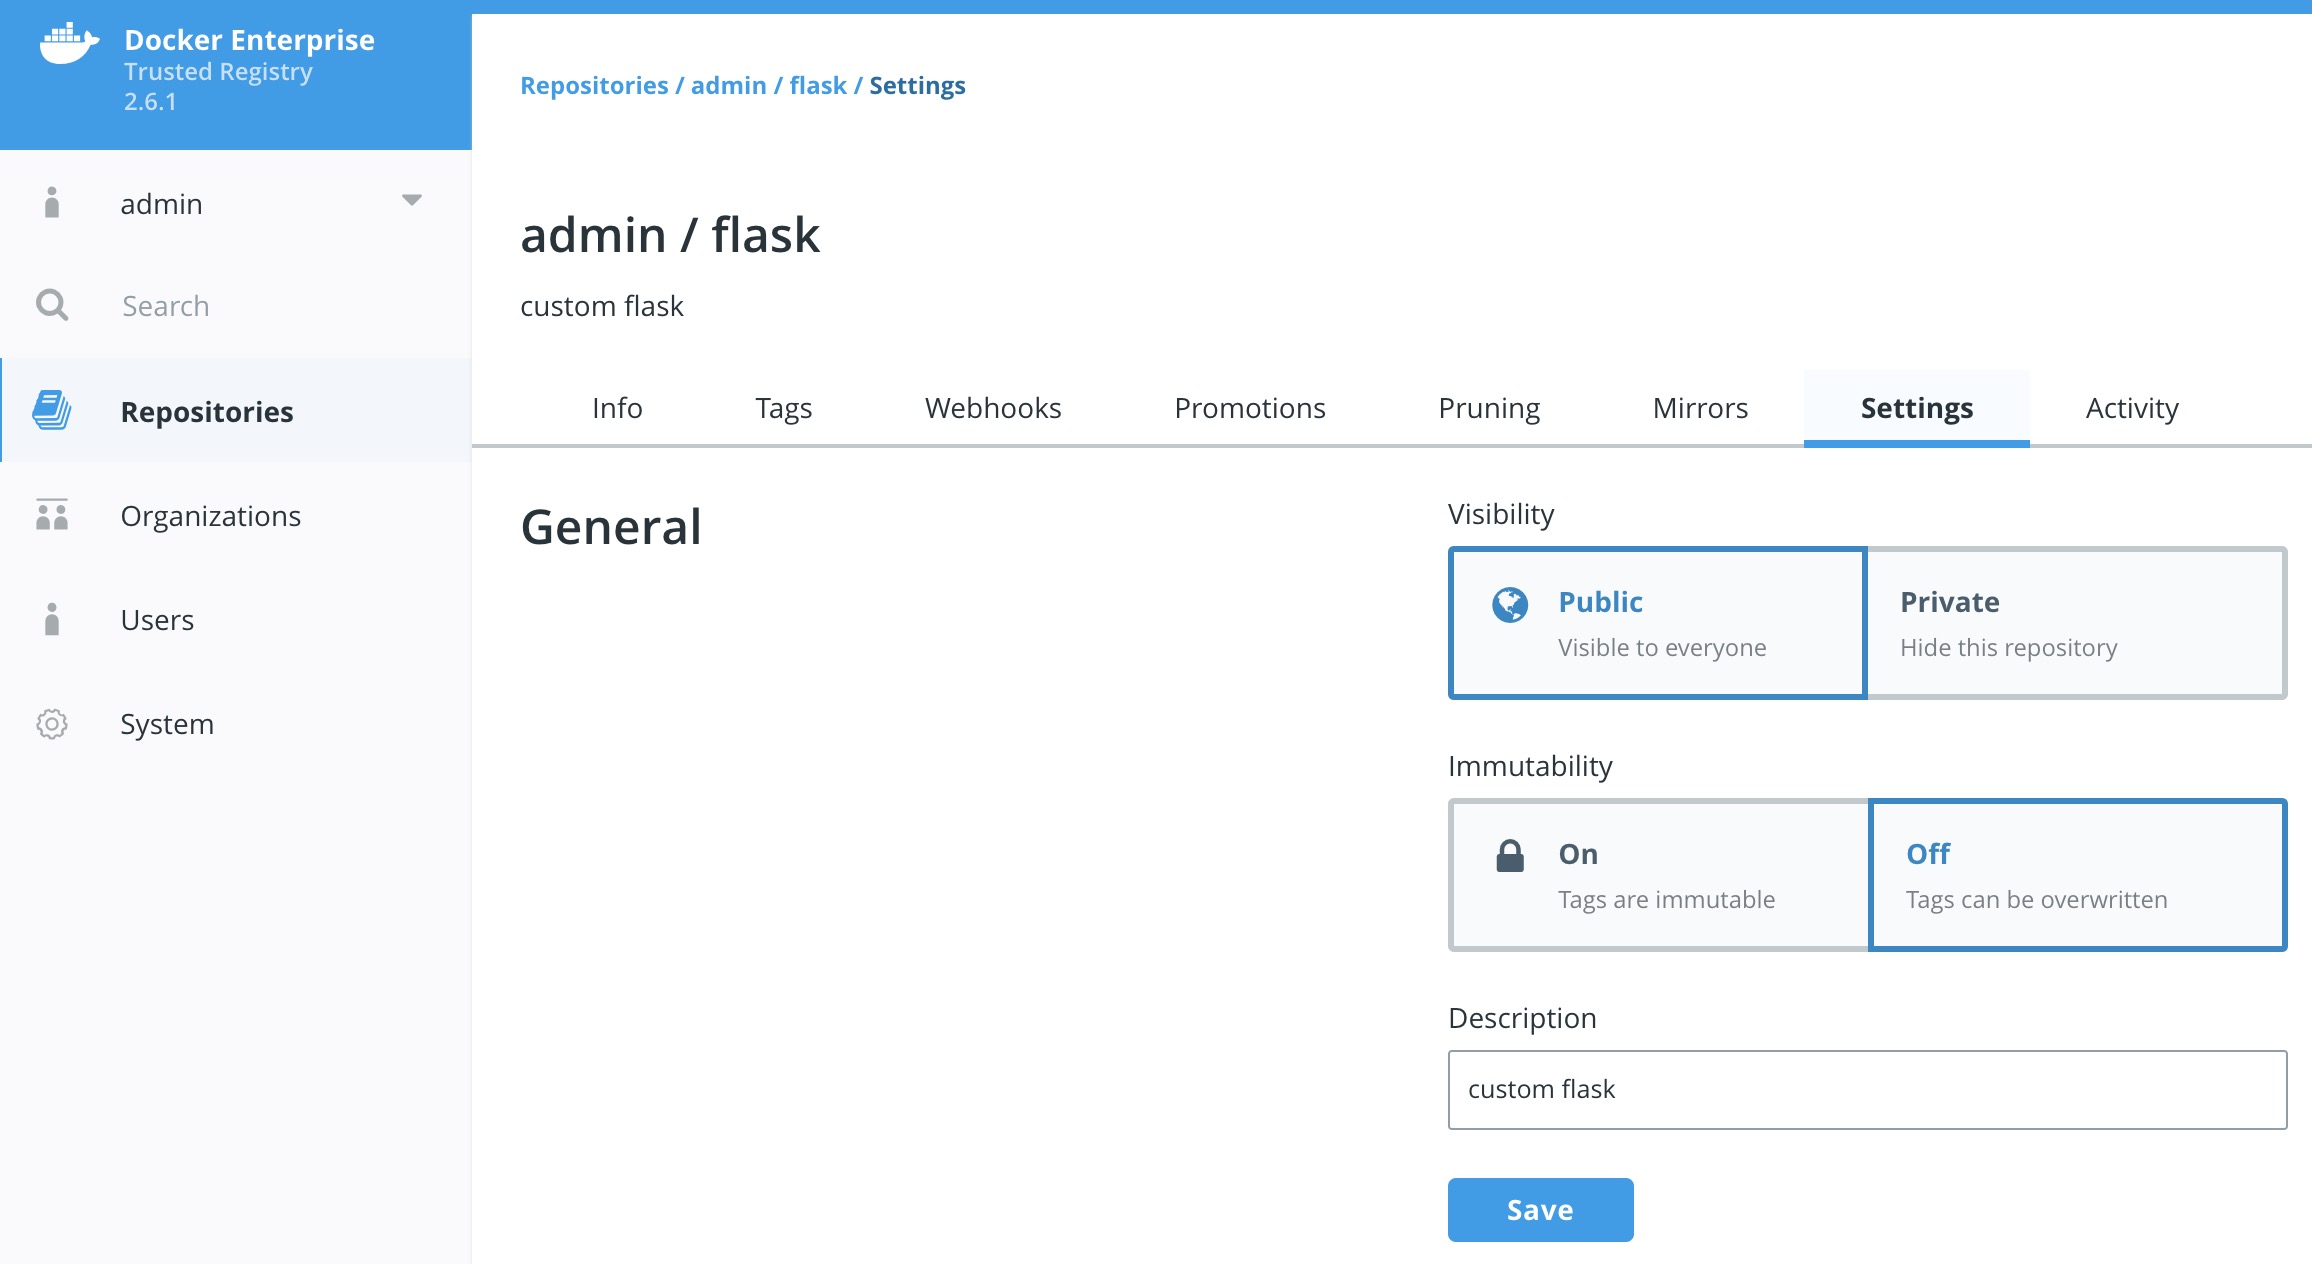 Docker Enterprise
Trusted Registry
2.6.1
admin
Search
Repositories
Organizations
Users
System
Repositories / admin / flask / Settings
admin / flask
custom flask
Info Tags Webhooks Promotions Pruning Mirrors Settings Activity
General
Visibility
Public
Visible to everyone
Private
Hide this repository
Immutability
On
Tags are immutable
Off
Tags can be overwritten
Description
custom flask
Save